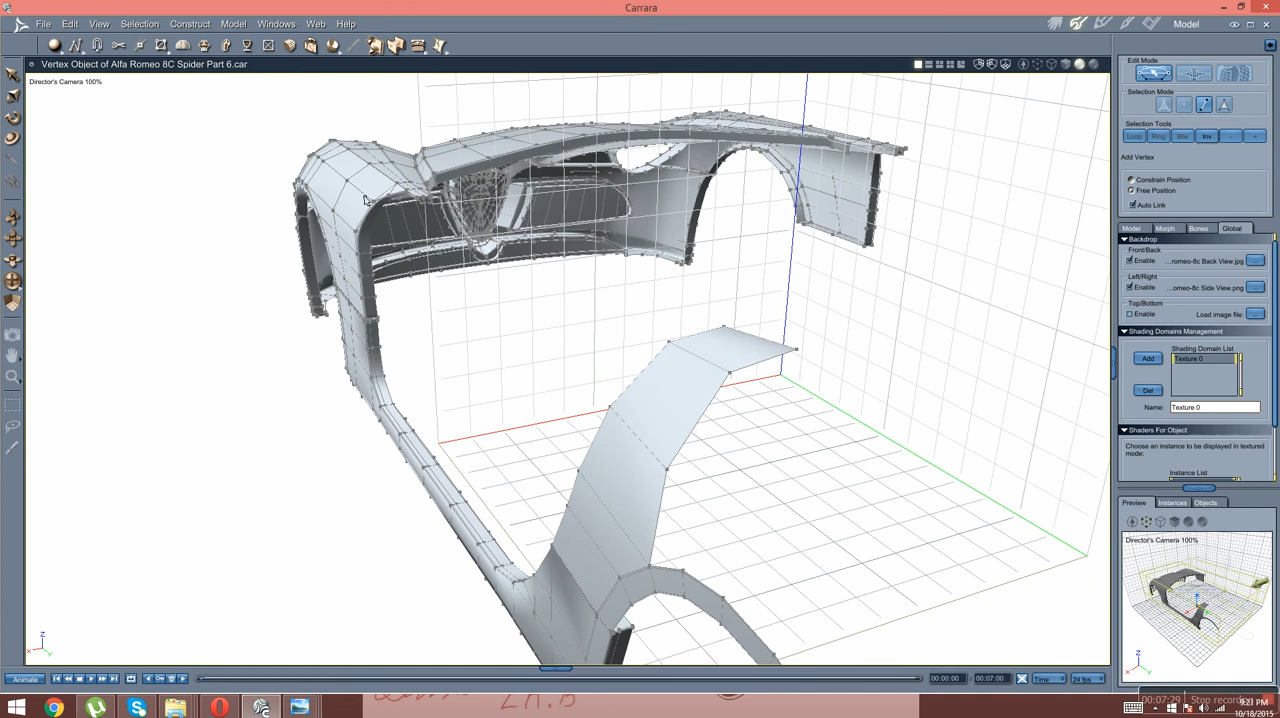 Carrara
File Edit View Selection Construct Model Windows Web Help
Model
Vertex Object of Alfa Romeo 8C Spider Part 6.car
Director's Camera 100%
Edit Mode
Selection Mode
Selection Tools
Loop Ring Btw Inv - +
Add Vertex
Constrain Position
Free Position
Auto Link
Model Morph Bones Global
Backdrop
Front/Back
Enable ...romeo-8c Back View.jpg ...
Left/Right
Enable ...omeo-8c Side View.png ...
Top/Bottom
Enable Load image file: ...
Shading Domains Management
Shading Domain List
Add Texture 0
Del
Name: Texture 0
Shaders For Object
Choose an instance to be displayed in textured
mode:
Instance List
Preview Instances Objects
Director's Camera 100%
Z
Z
Z
Animate 00:00:00 00:07:00 Time 24 fps
00:07:29 Stop recording
9:21 PM
10/18/2015